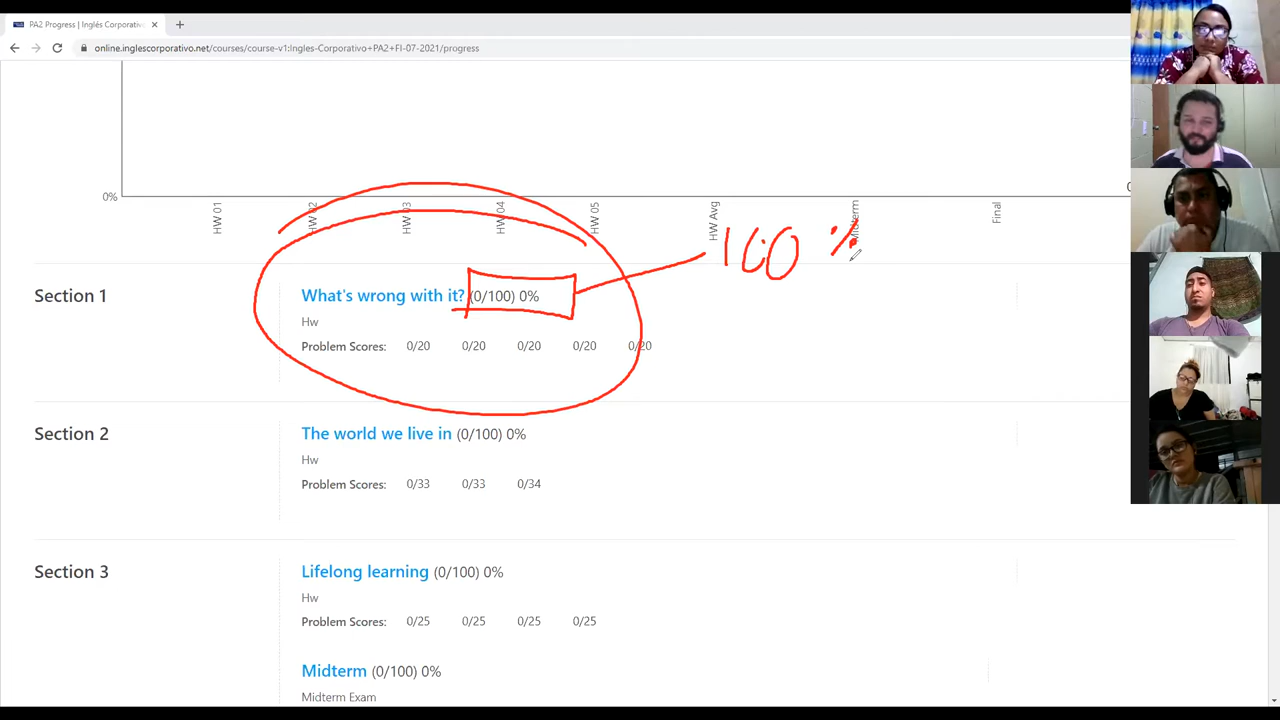 PA2 Progress | Inglés Corporativo
online.inglescorporativo.net/courses/course-v1:Ingles-Corporativo+PA2+FI-07-2021/progress
0%
HW 01
HW 02
HW 03
HW 04
HW 05
HW Avg
Midterm
Final
100 %
Section 1
What's wrong with it? (0/100) 0%
Hw
Problem Scores: 0/20 0/20 0/20 0/20 0/20
Section 2
The world we live in (0/100) 0%
Hw
Problem Scores: 0/33 0/33 0/34
Section 3
Lifelong learning (0/100) 0%
Hw
Problem Scores: 0/25 0/25 0/25 0/25
Midterm (0/100) 0%
Midterm Exam